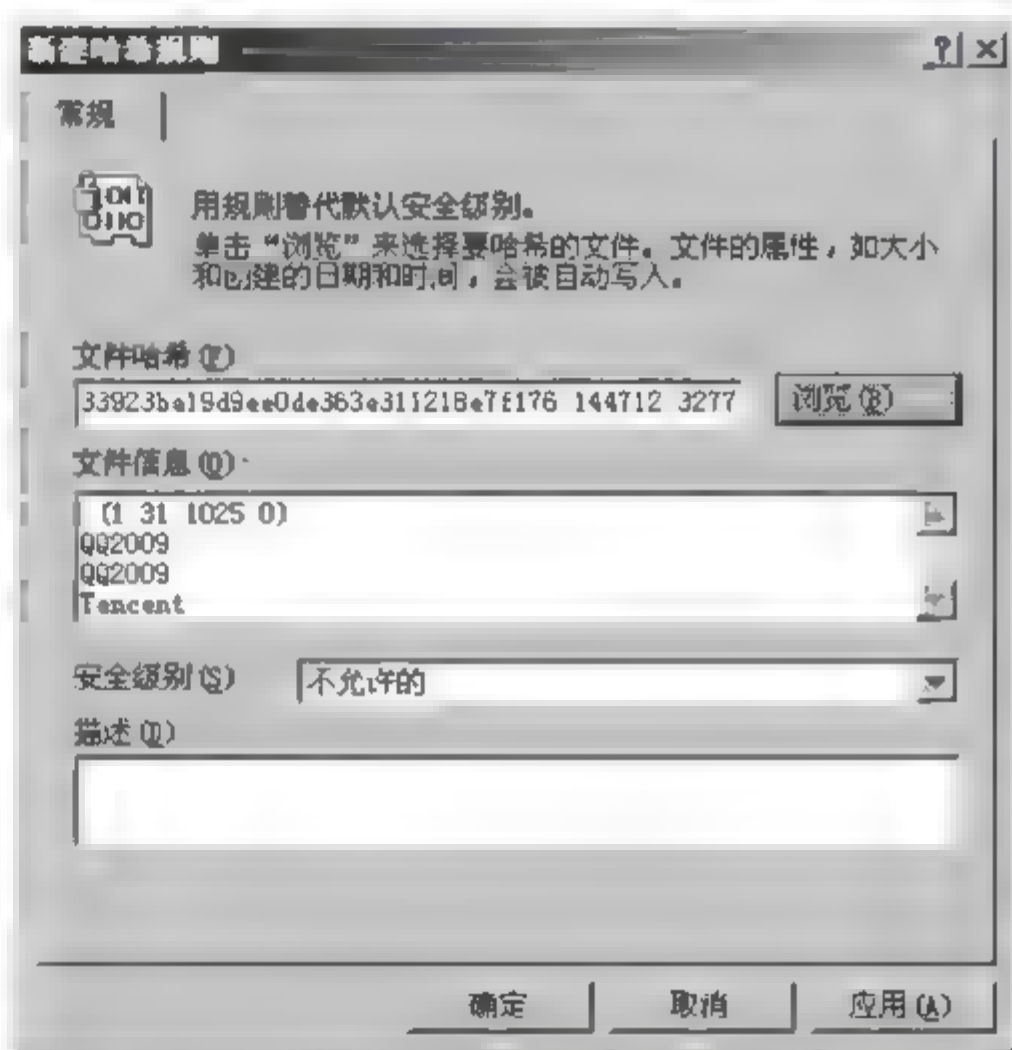 新建哈希规则
常规
用规则替代默认安全级别。
单击“浏览”来选择要哈希的文件。文件的属性，如大小
和创建的日期和时间，会被自动写入。
文件哈希(F)
33923ba19d9ee0de363e311218e7f176 144712 3277
浏览(B)
文件信息(O)
(1 31 1025 0)
QQ2009
QQ2009
Tencent
安全级别(S)
不允许的
描述(D)
确定
取消
应用(A)